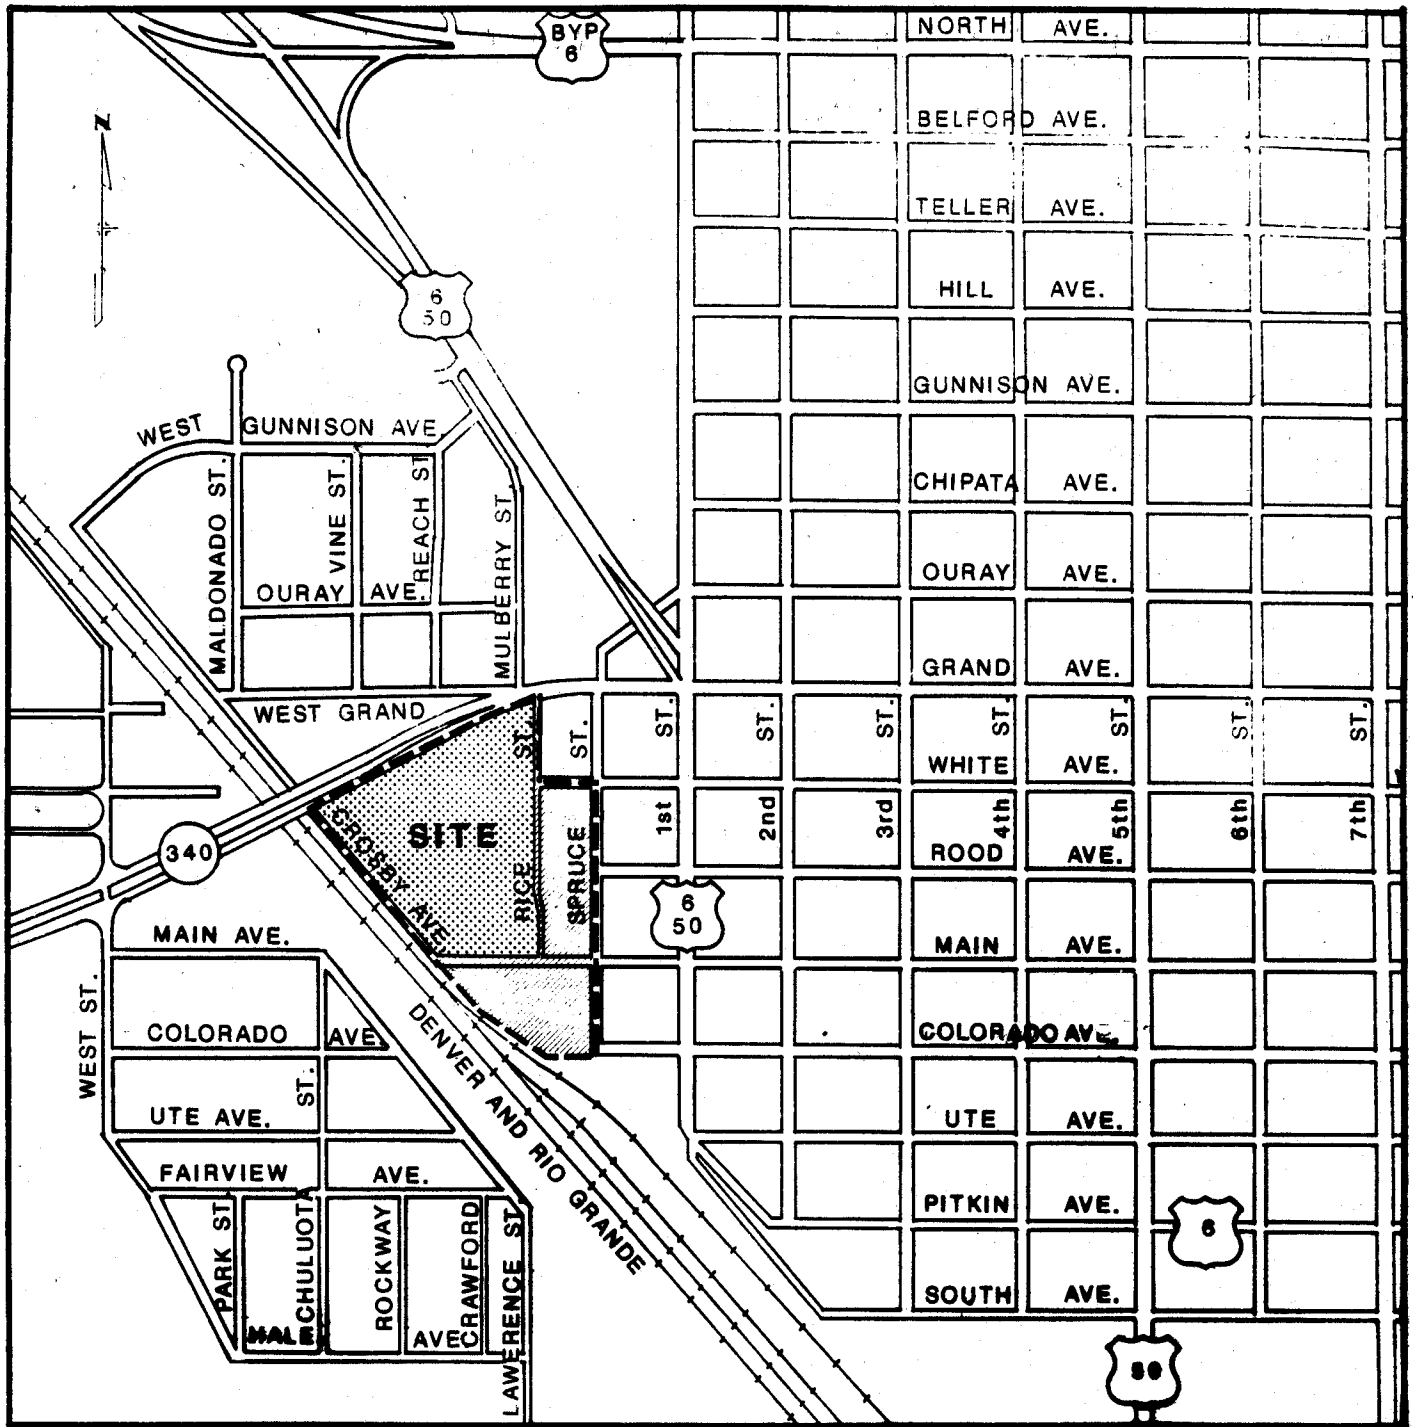 NORTH AVE.
BYP
6
BELFORD AVE.
N
TELLER AVE.
HILL AVE.
6
50
GUNNISON AVE.
WEST GUNNISON AVE.
CHIPATA AVE.
MALDONADO ST.
VINE ST.
REACH ST.
MULBERRY ST.
OURAY AVE.
OURAY AVE.
GRAND AVE.
WEST GRAND
WHITE AVE.
RICE ST.
SPRUCE ST.
1st ST.
2nd ST.
3rd ST.
4th ST.
5th ST.
6th ST.
7th ST.
SITE
CROSBY AVE.
340
ROOD AVE.
6
50
MAIN AVE.
MAIN AVE.
WEST ST.
COLORADO AVE.
COLORADO AVE.
DENVER AND RIO GRANDE
UTE AVE.
UTE AVE.
FAIRVIEW AVE.
PITKIN AVE.
6
PARK ST.
CHULUOTA ST.
ROCKWAY
CRAWFORD
LAWERENCE ST.
HALE AVE
SOUTH AVE.
50